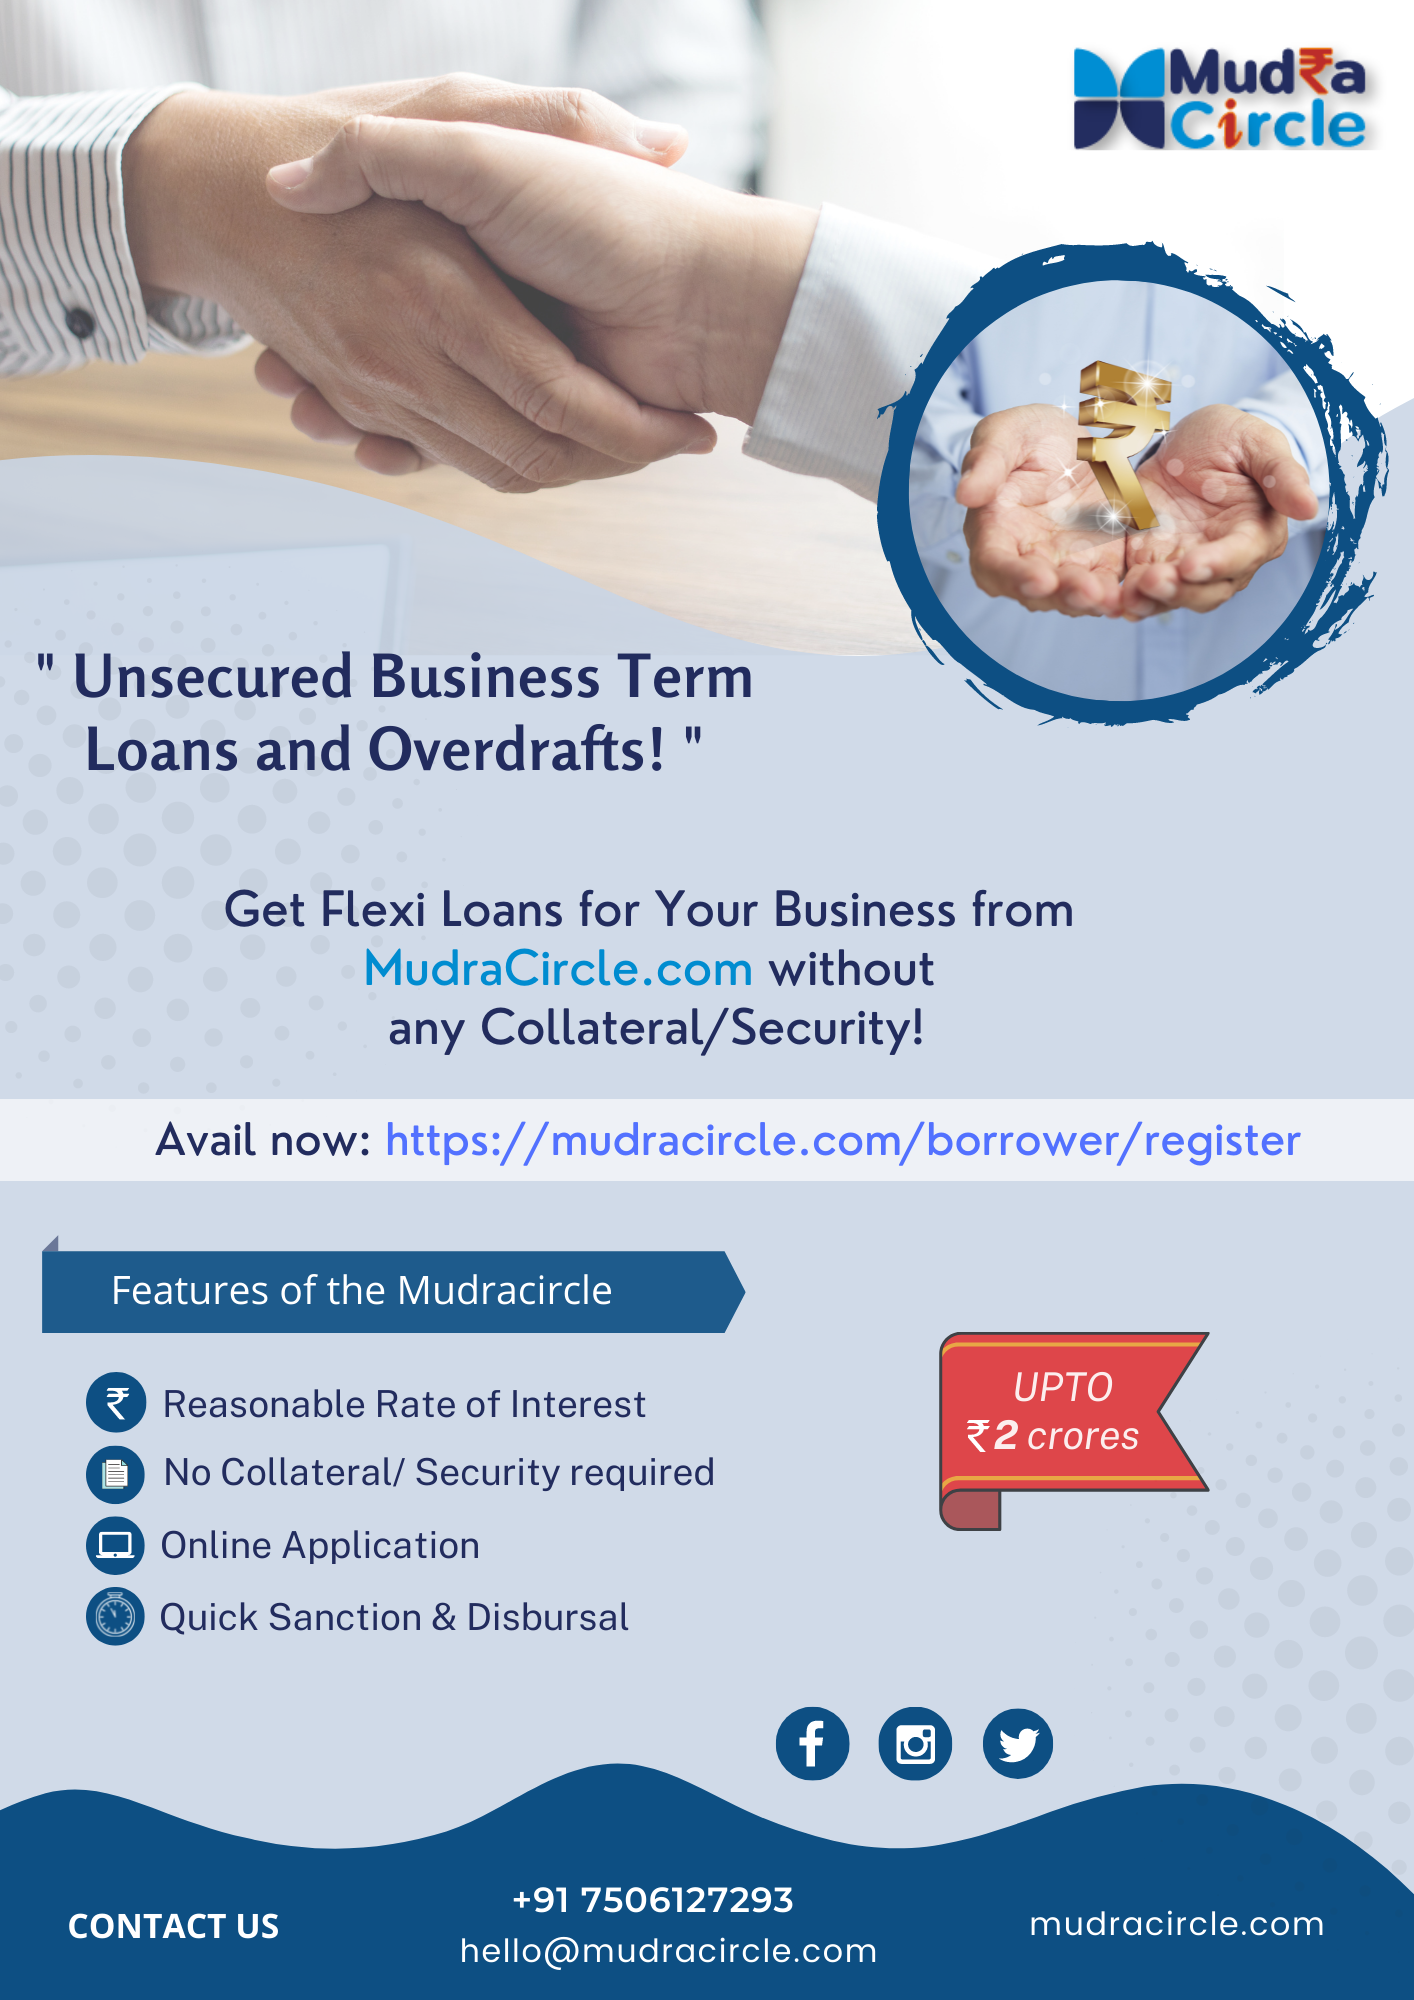 Mud₹a
Circle
" Unsecured Business Term
Loans and Overdrafts! "
Get Flexi Loans for Your Business from
MudraCircle.com without
any Collateral/Security!
Avail now: https://mudracircle.com/borrower/register
Features of the Mudracircle
₹ Reasonable Rate of Interest
No Collateral/ Security required
Online Application
Quick Sanction & Disbursal
UPTO
₹2 crores
CONTACT US
+91 7506127293
hello@mudracircle.com
mudracircle.com